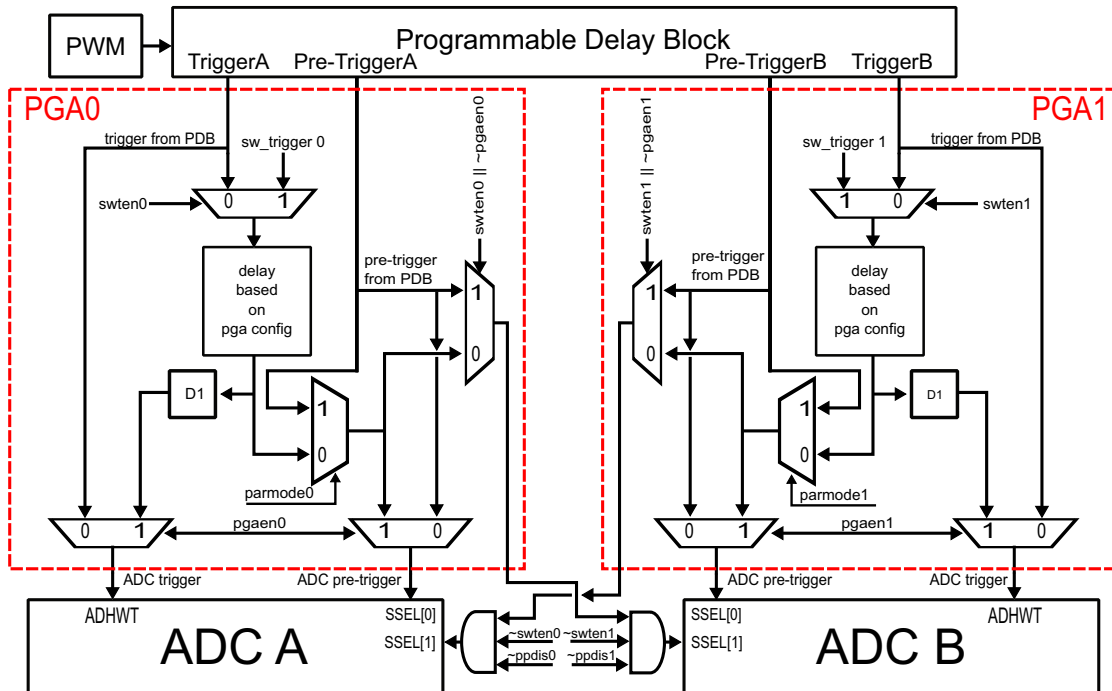 PWM
Programmable Delay Block
TriggerA Pre-TriggerA Pre-TriggerB TriggerB
PGA0 PGA1
trigger from PDB
sw_trigger 0
swten0 || ~pgaen0
swten1 || ~pgaen1
sw_trigger 1
trigger from PDB
swten0
0 1
1 0
swten1
delay
based
on
pga config
pre-trigger
from PDB
1
0
pre-trigger
from PDB
1
0
delay
based
on
pga config
D1
1
0
1
0
D1
parmode0
parmode1
0 1
pgaen0
1 0
0 1
pgaen1
1 0
ADC trigger
ADC pre-trigger
ADC pre-trigger
ADC trigger
ADHWT
SSEL[0]
SSEL[1]
ADC A
~swten0 ~swten1
~ppdis0 ~ppdis1
SSEL[0]
SSEL[1]
ADHWT
ADC B